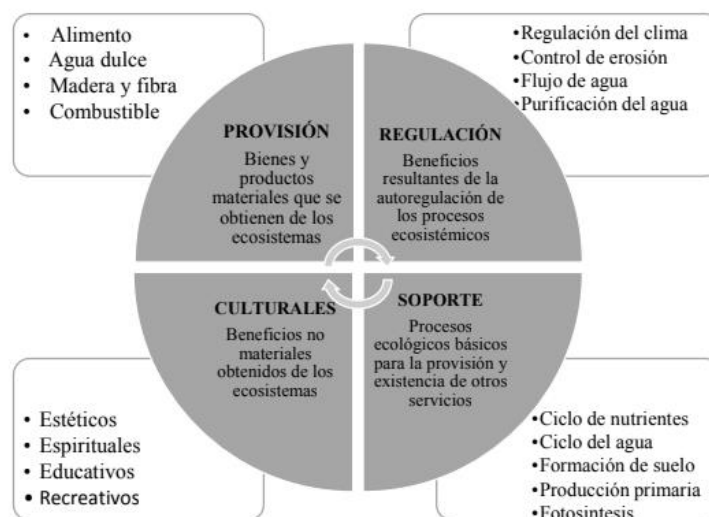 • Alimento
• Agua dulce
• Madera y fibra
• Combustible
•Regulación del clima
•Control de erosión
•Flujo de agua
•Purificación del agua
PROVISIÓN
Bienes y
productos
materiales que se
obtienen de los
ecosistemas
REGULACIÓN
Beneficios
resultantes de la
autoregulación de
los procesos
ecosistémicos
CULTURALES
Beneficios no
materiales
obtenidos de los
ecosistemas
SOPORTE
Procesos
ecológicos básicos
para la provisión y
existencia de otros
servicios
• Estéticos
• Espirituales
• Educativos
• Recreativos
•Ciclo de nutrientes
•Ciclo del agua
•Formación de suelo
•Producción primaria
•Fotosintesis